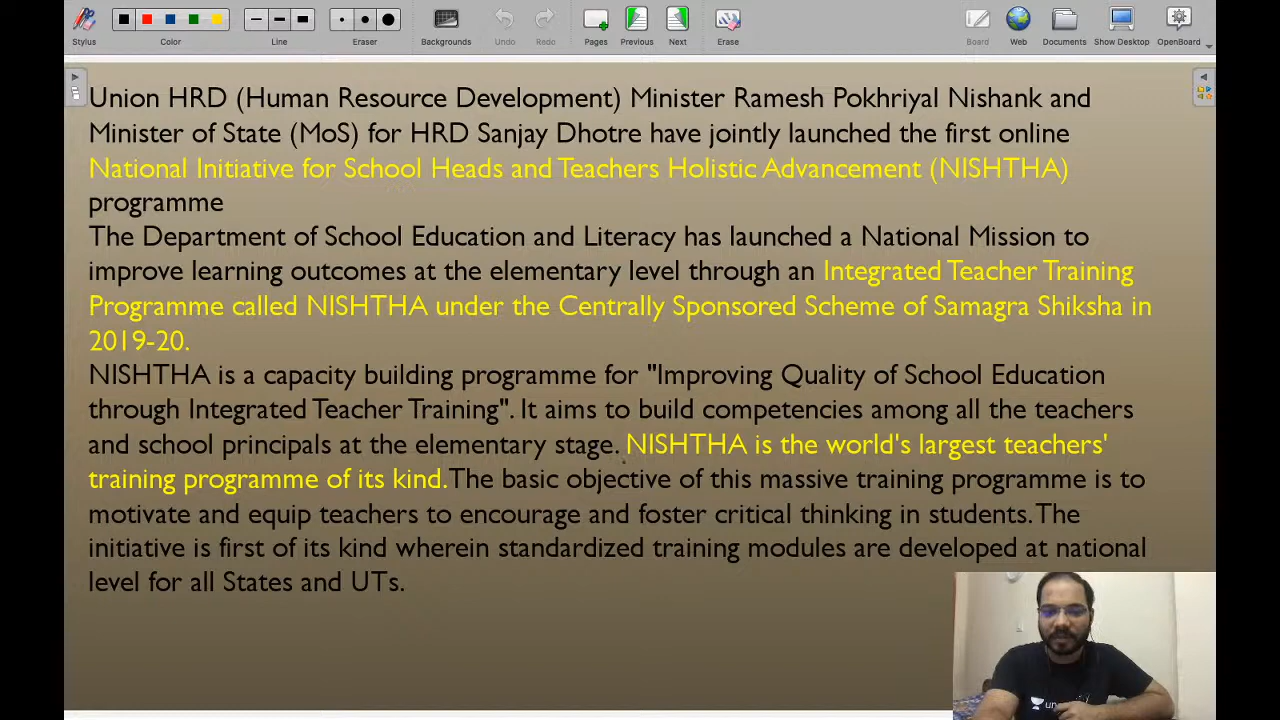 Stylus Color Line Eraser Backgrounds Undo Redo Pages Previous Next Erase Board Web Documents Show Desktop OpenBoard
Union HRD (Human Resource Development) Minister Ramesh Pokhriyal Nishank and
Minister of State (MoS) for HRD Sanjay Dhotre have jointly launched the first online
National Initiative for School Heads and Teachers Holistic Advancement (NISHTHA)
programme
The Department of School Education and Literacy has launched a National Mission to
improve learning outcomes at the elementary level through an Integrated Teacher Training
Programme called NISHTHA under the Centrally Sponsored Scheme of Samagra Shiksha in
2019-20.
NISHTHA is a capacity building programme for "Improving Quality of School Education
through Integrated Teacher Training". It aims to build competencies among all the teachers
and school principals at the elementary stage. NISHTHA is the world's largest teachers'
training programme of its kind. The basic objective of this massive training programme is to
motivate and equip teachers to encourage and foster critical thinking in students. The
initiative is first of its kind wherein standardized training modules are developed at national
level for all States and UTs.